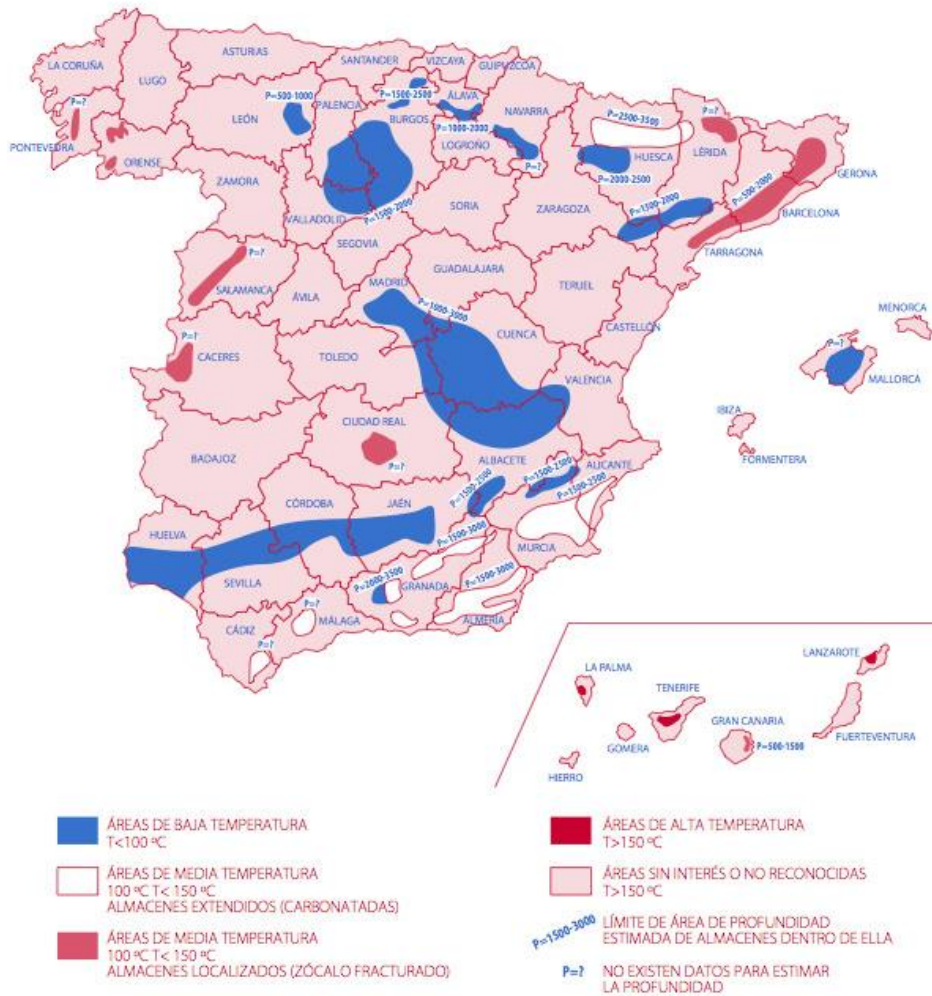 ASTURIAS
SANTANDER
VIZCAYA
GUIPÚZCOA
LA CORUÑA
LUGO
P=500-1000
PALENCIA
P=1500-2500
ÁLAVA
NAVARRA
P=?
LEÓN
BURGOS
P=2500-3500
P=?
P=1000-2000
LOGROÑO
PONTEVEDRA
ORENSE
P=?
HUESCA
LÉRIDA
P=2000-2500
GERONA
ZAMORA
P=500-2000
VALLADOLID
P=1500-2000
SORIA
ZARAGOZA
P=1500-2000
BARCELONA
SEGOVIA
TARRAGONA
P=?
SALAMANCA
ÁVILA
MADRID
GUADALAJARA
TERUEL
P=1000-3000
MENORCA
CUENCA
CASTELLÓN
P=?
P=?
CACERES
TOLEDO
VALENCIA
MALLORCA
IBIZA
CIUDAD REAL
BADAJOZ
P=?
ALBACETE
FORMENTERA
P=1500-2500
ALICANTE
P=1500-2500
P=1500-2500
CÓRDOBA
JAÉN
HUELVA
P=1500-3000
MURCIA
SEVILLA
P=2000-3500
GRANADA
P=1500-3000
P=?
CÁDIZ
MÁLAGA
ALMERÍA
P=?
LANZAROTE
LA PALMA
TENERIFE
GRAN CANARIA
GOMERA
P=500-1500
FUERTEVENTURA
HIERRO
ÁREAS DE BAJA TEMPERATURA
T<100 ºC
ÁREAS DE MEDIA TEMPERATURA
100 ºC T< 150 ºC
ALMACENES EXTENDIDOS (CARBONATADAS)
ÁREAS DE MEDIA TEMPERATURA
100 ºC T< 150 ºC
ALMACENES LOCALIZADOS (ZÓCALO FRACTURADO)
ÁREAS DE ALTA TEMPERATURA
T>150 ºC
ÁREAS SIN INTERÉS O NO RECONOCIDAS
T>150 ºC
P=1500-3000
LÍMITE DE ÁREA DE PROFUNDIDAD
ESTIMADA DE ALMACENES DENTRO DE ELLA
P=?
NO EXISTEN DATOS PARA ESTIMAR
LA PROFUNDIDAD